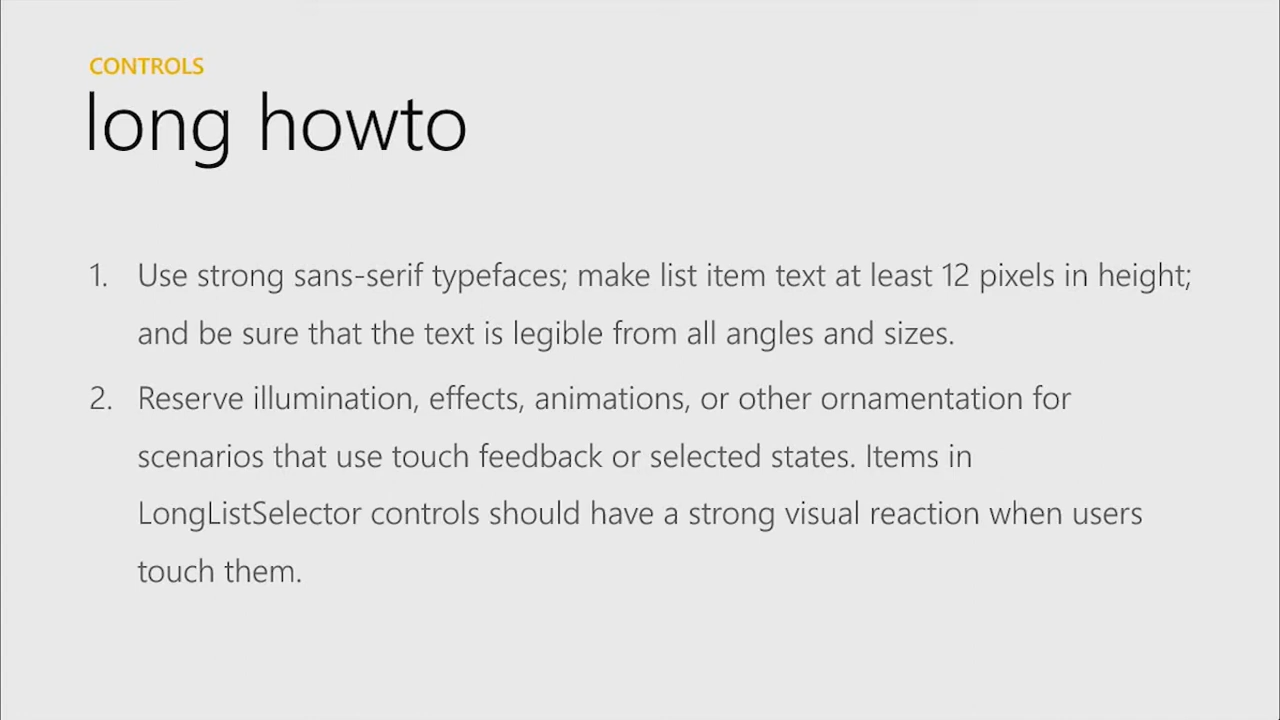 CONTROLS
long howto
1. Use strong sans-serif typefaces; make list item text at least 12 pixels in height;
and be sure that the text is legible from all angles and sizes.
2. Reserve illumination, effects, animations, or other ornamentation for
scenarios that use touch feedback or selected states. Items in
LongListSelector controls should have a strong visual reaction when users
touch them.